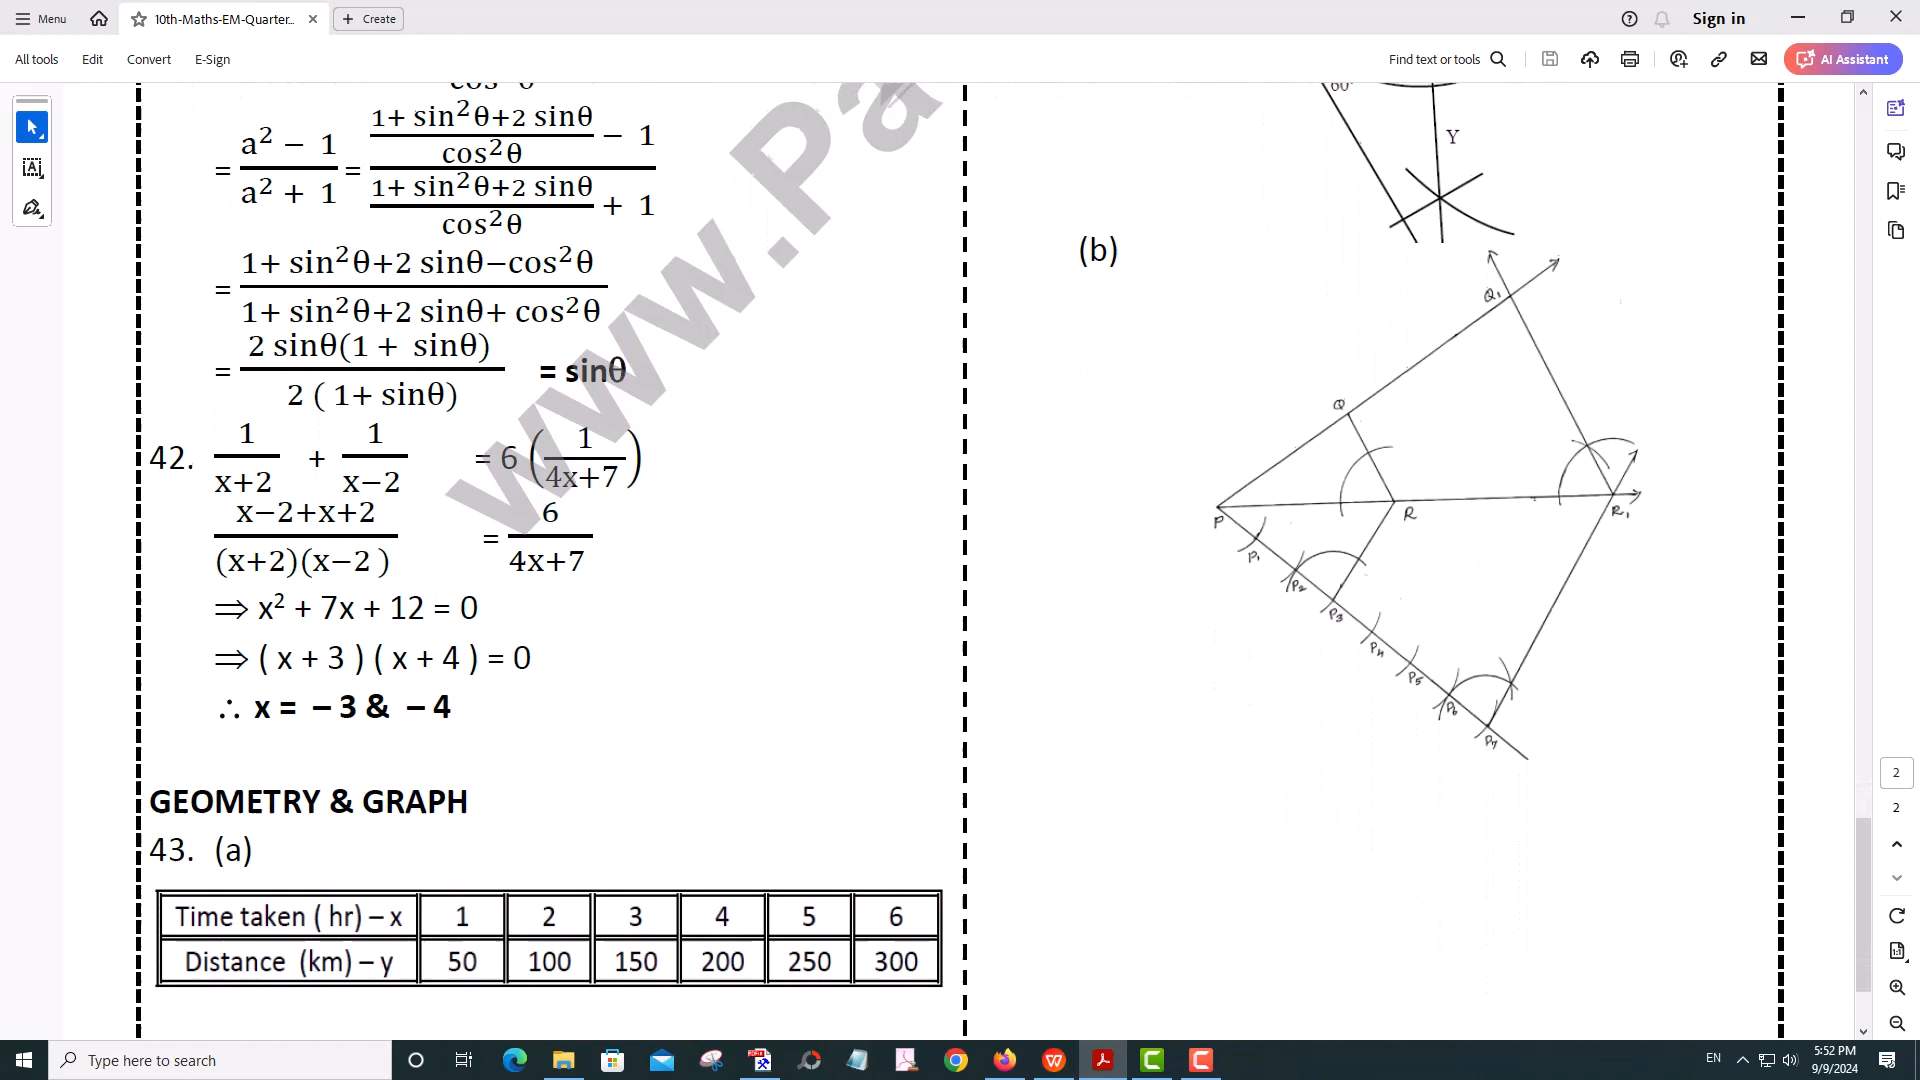 Menu
10th-Maths-EM-Quarter...
Create
Sign in
All tools Edit Convert E-Sign
Find text or tools
AI Assistant
= a² − 1 / a² + 1 = (1+ sin²θ+2 sinθ / cos²θ − 1) / (1+ sin²θ+2 sinθ / cos²θ + 1)
= 1+ sin²θ+2 sinθ−cos²θ / 1+ sin²θ+2 sinθ+ cos²θ
= 2 sinθ(1 + sinθ) / 2 ( 1+ sinθ) = sinθ
42. 1 / x+2 + 1 / x−2 = 6 ( 1 / 4x+7 )
x−2+x+2 / (x+2)(x−2 ) = 6 / 4x+7
⟹ x² + 7x + 12 = 0
⟹ ( x + 3 ) ( x + 4 ) = 0
∴ x = – 3 & – 4
GEOMETRY & GRAPH
43. (a)
Time taken ( hr) – x 1 2 3 4 5 6
Distance (km) – y 50 100 150 200 250 300
www.Pa
60°
Y
(b)
Q₁
Q
P
R
R₁
P₁
P₂
P₃
P₄
P₅
P₆
P₇
2
2
Type here to search
EN
5:52 PM
9/9/2024